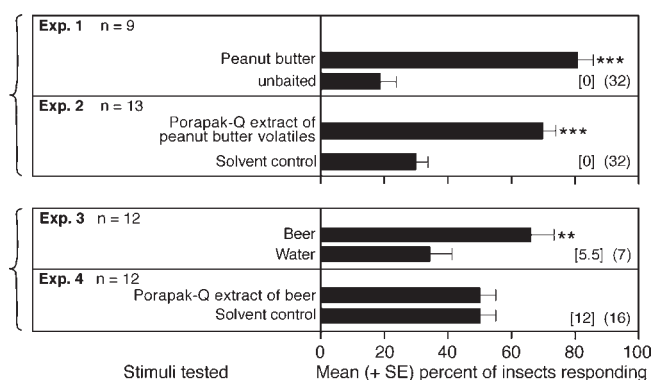 Exp. 1 n = 9
Peanut butter ***
unbaited [0] (32)
Exp. 2 n = 13
Porapak-Q extract of
peanut butter volatiles ***
Solvent control [0] (32)
Exp. 3 n = 12
Beer **
Water [5.5] (7)
Exp. 4 n = 12
Porapak-Q extract of beer
Solvent control [12] (16)
0 20 40 60 80 100
Stimuli tested Mean (+ SE) percent of insects responding